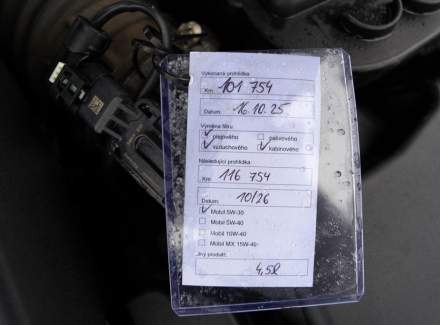 Vykonaná prohlídka:
Km: 101 754
Datum: 16.10.25
Výměna filtru:
✓ olejového ☐ palivového
✓ vzduchového ✓ kabinového
Následující prohlídka:
Km: 116 754
Datum: 10/26
✓ Mobil 5W-30
☐ Mobil 5W-40
☐ Mobil 10W-40
☐ Mobil MX 15W-40
Jiný produkt:
4,5l